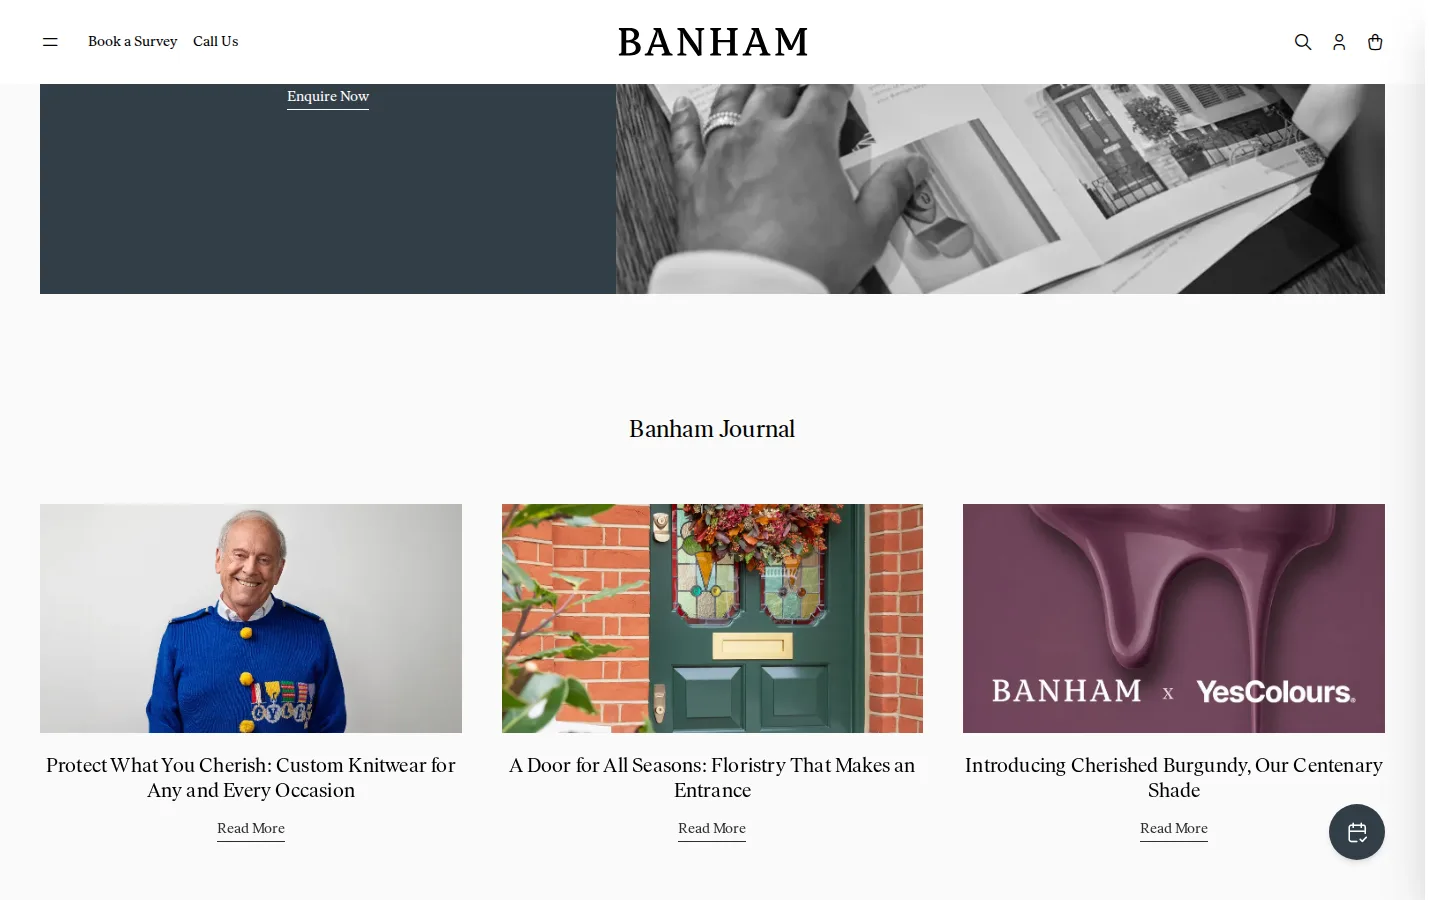 Book a Survey
Call Us
BANHAM
Enquire Now
Banham Journal
BANHAM x YesColours®
Protect What You Cherish: Custom Knitwear for
Any and Every Occasion
Read More
A Door for All Seasons: Floristry That Makes an
Entrance
Read More
Introducing Cherished Burgundy, Our Centenary
Shade
Read More